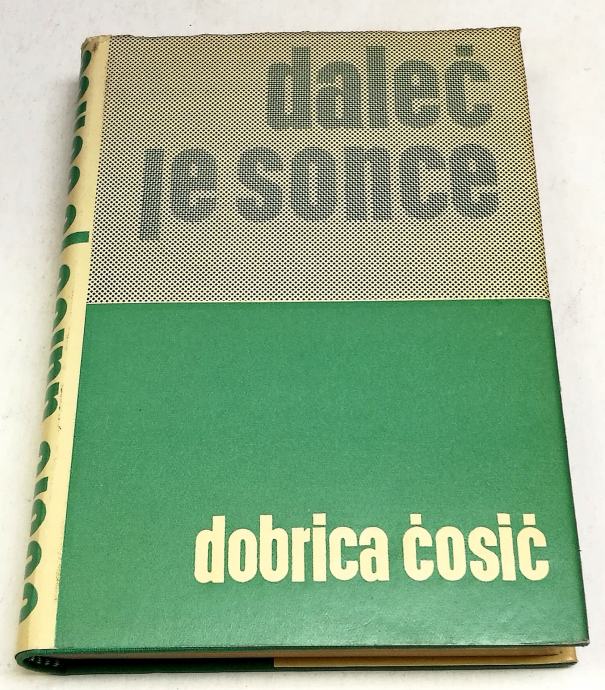 daleč
je sonce
dobrica ćosić